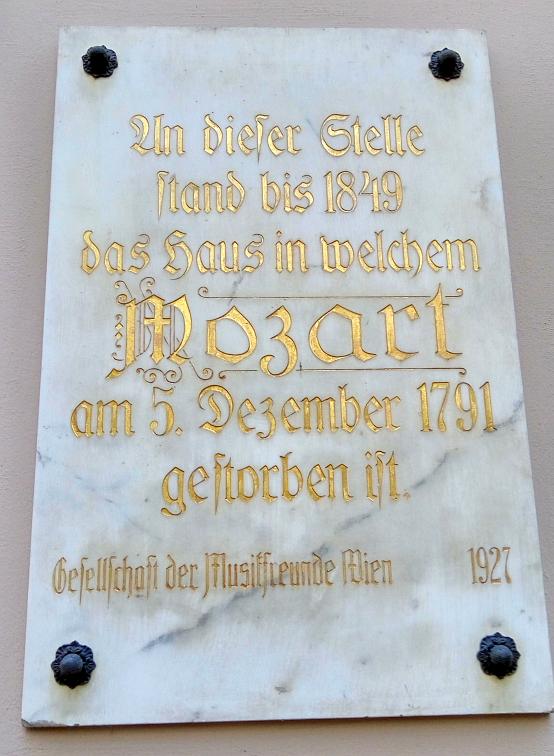 An dieſer Stelle
ſtand bis 1849
das Haus in welchem
Mozart
am 5. Dezember 1791
geſtorben iſt.
Geſellſchaft der Muſikfreunde Wien 1927